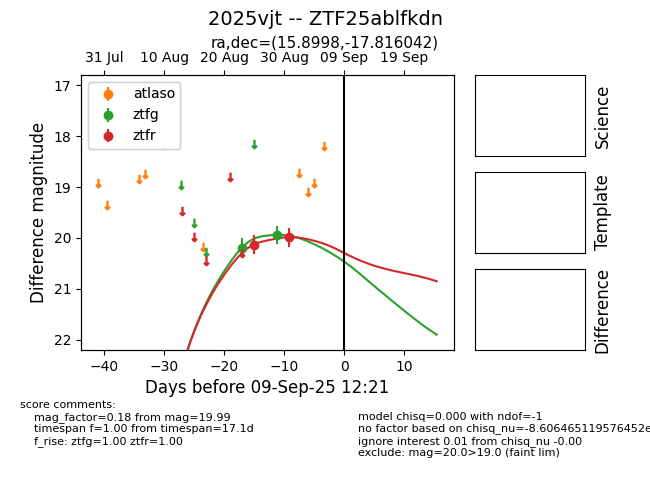 2025vjt -- ZTF25ablfkdn
ra,dec=(15.8998,-17.816042)
31 Jul 10 Aug 20 Aug 30 Aug 09 Sep 19 Sep
atlaso
ztfg
ztfr
17
18
19
20
21
22
Difference magnitude
−40 −30 −20 −10 0 10
Days before 09-Sep-25 12:21
Science
Template
Difference
score comments:
mag_factor=0.18 from mag=19.99
timespan f=1.00 from timespan=17.1d
f_rise: ztfg=1.00 ztfr=1.00
model chisq=0.000 with ndof=-1
no factor based on chisq_nu=-8.606465119576452e
ignore interest 0.01 from chisq_nu -0.00
exclude: mag=20.0>19.0 (faint lim)